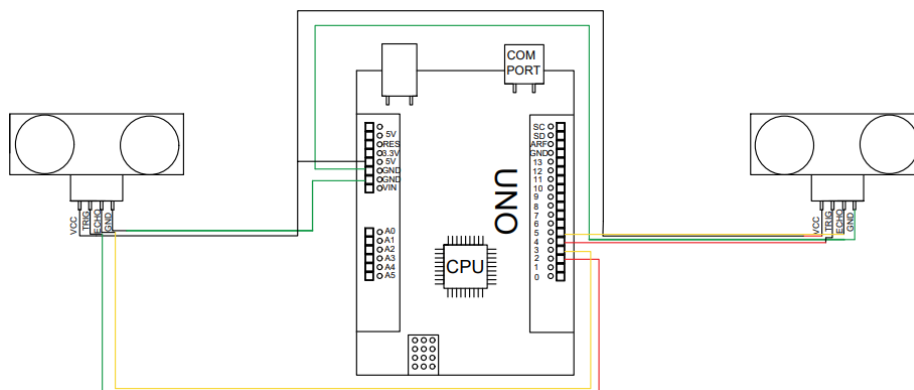 COM
PORT
5V
RES
3.3V
5V
GND
GND
VIN
A0
A1
A2
A3
A4
A5
UNO
CPU
SC
SD
ARF
GND
13
12
11
10
9
8
7
6
5
4
3
2
1
0
VCC
TRIG
ECHO
GND
VCC
TRIG
ECHO
GND